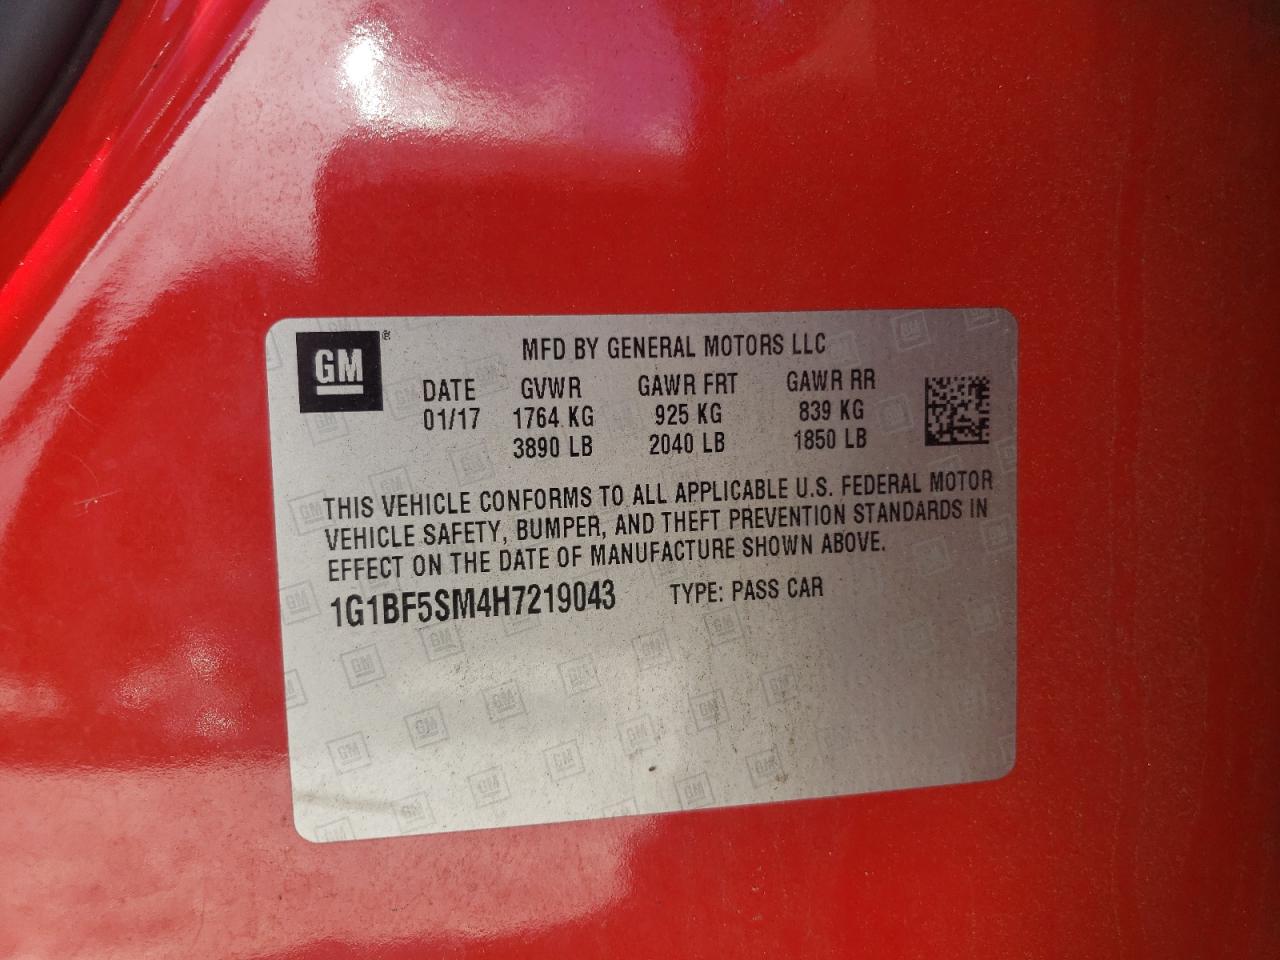 GM®
MFD BY GENERAL MOTORS LLC
DATE GVWR GAWR FRT GAWR RR
01/17 1764 KG 925 KG 839 KG
3890 LB 2040 LB 1850 LB
THIS VEHICLE CONFORMS TO ALL APPLICABLE U.S. FEDERAL MOTOR
VEHICLE SAFETY, BUMPER, AND THEFT PREVENTION STANDARDS IN
EFFECT ON THE DATE OF MANUFACTURE SHOWN ABOVE.
1G1BF5SM4H7219043 TYPE: PASS CAR